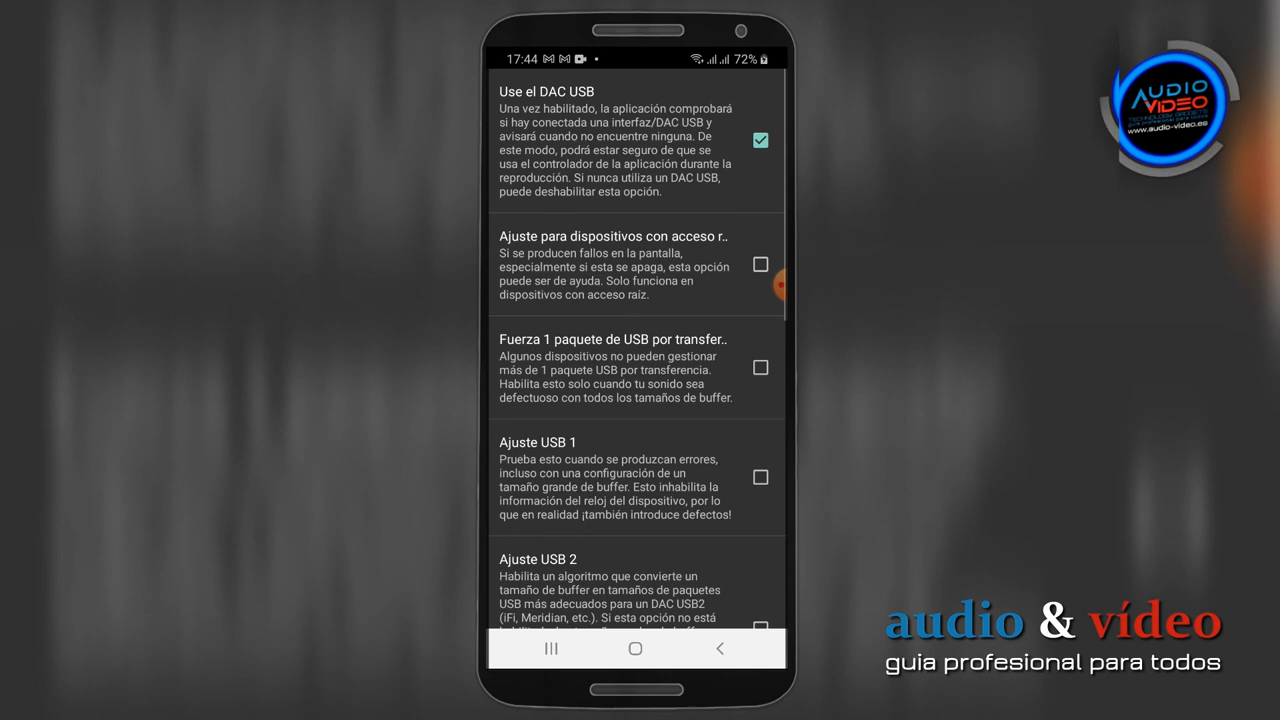 17:44
72%
Use el DAC USB
Una vez habilitado, la aplicación comprobará
si hay conectada una interfaz/DAC USB y
avisará cuando no encuentre ninguna. De
este modo, podrá estar seguro de que se
usa el controlador de la aplicación durante la
reproducción. Si nunca utiliza un DAC USB,
puede deshabilitar esta opción.
Ajuste para dispositivos con acceso r..
Si se producen fallos en la pantalla,
especialmente si esta se apaga, esta opción
puede ser de ayuda. Solo funciona en
dispositivos con acceso raiz.
Fuerza 1 paquete de USB por transfer..
Algunos dispositivos no pueden gestionar
más de 1 paquete USB por transferencia.
Habilita esto solo cuando tu sonido sea
defectuoso con todos los tamaños de buffer.
Ajuste USB 1
Prueba esto cuando se produzcan errores,
incluso con una configuración de un
tamaño grande de buffer. Esto inhabilita la
información del reloj del dispositivo, por lo
que en realidad ¡también introduce defectos!
Ajuste USB 2
Habilita un algoritmo que convierte un
tamaño de buffer en tamaños de paquetes
USB más adecuados para un DAC USB2
(iFi, Meridian, etc.). Si esta opción no está
AUDIO
VIDEO
TECHNOLOGY GADGETS
guia profesional para todos
www.audio-video.es
audio & vídeo
guia profesional para todos